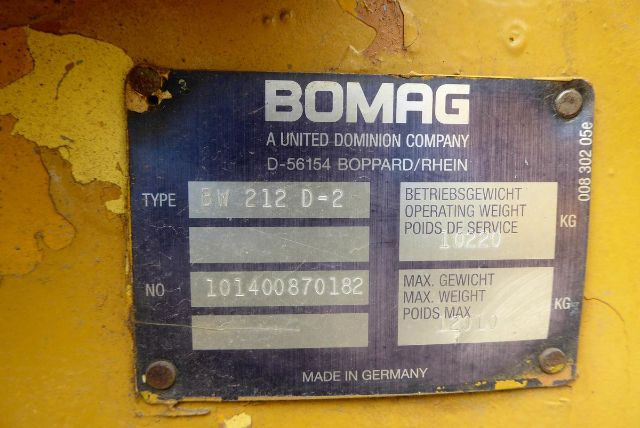 BOMAG
A UNITED DOMINION COMPANY
D-56154 BOPPARD/RHEIN
TYPE BW 212 D-2
BETRIEBSGEWICHT
OPERATING WEIGHT
POIDS DE SERVICE
10220 KG
NO 101400870182
MAX. GEWICHT
MAX. WEIGHT
POIDS MAX
KG
MADE IN GERMANY
008 302 05e